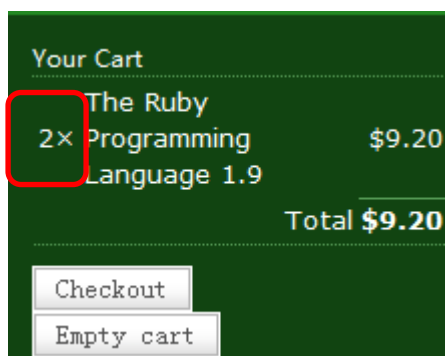 Your Cart
The Ruby
2× Programming $9.20
Language 1.9
Total $9.20
Checkout
Empty cart